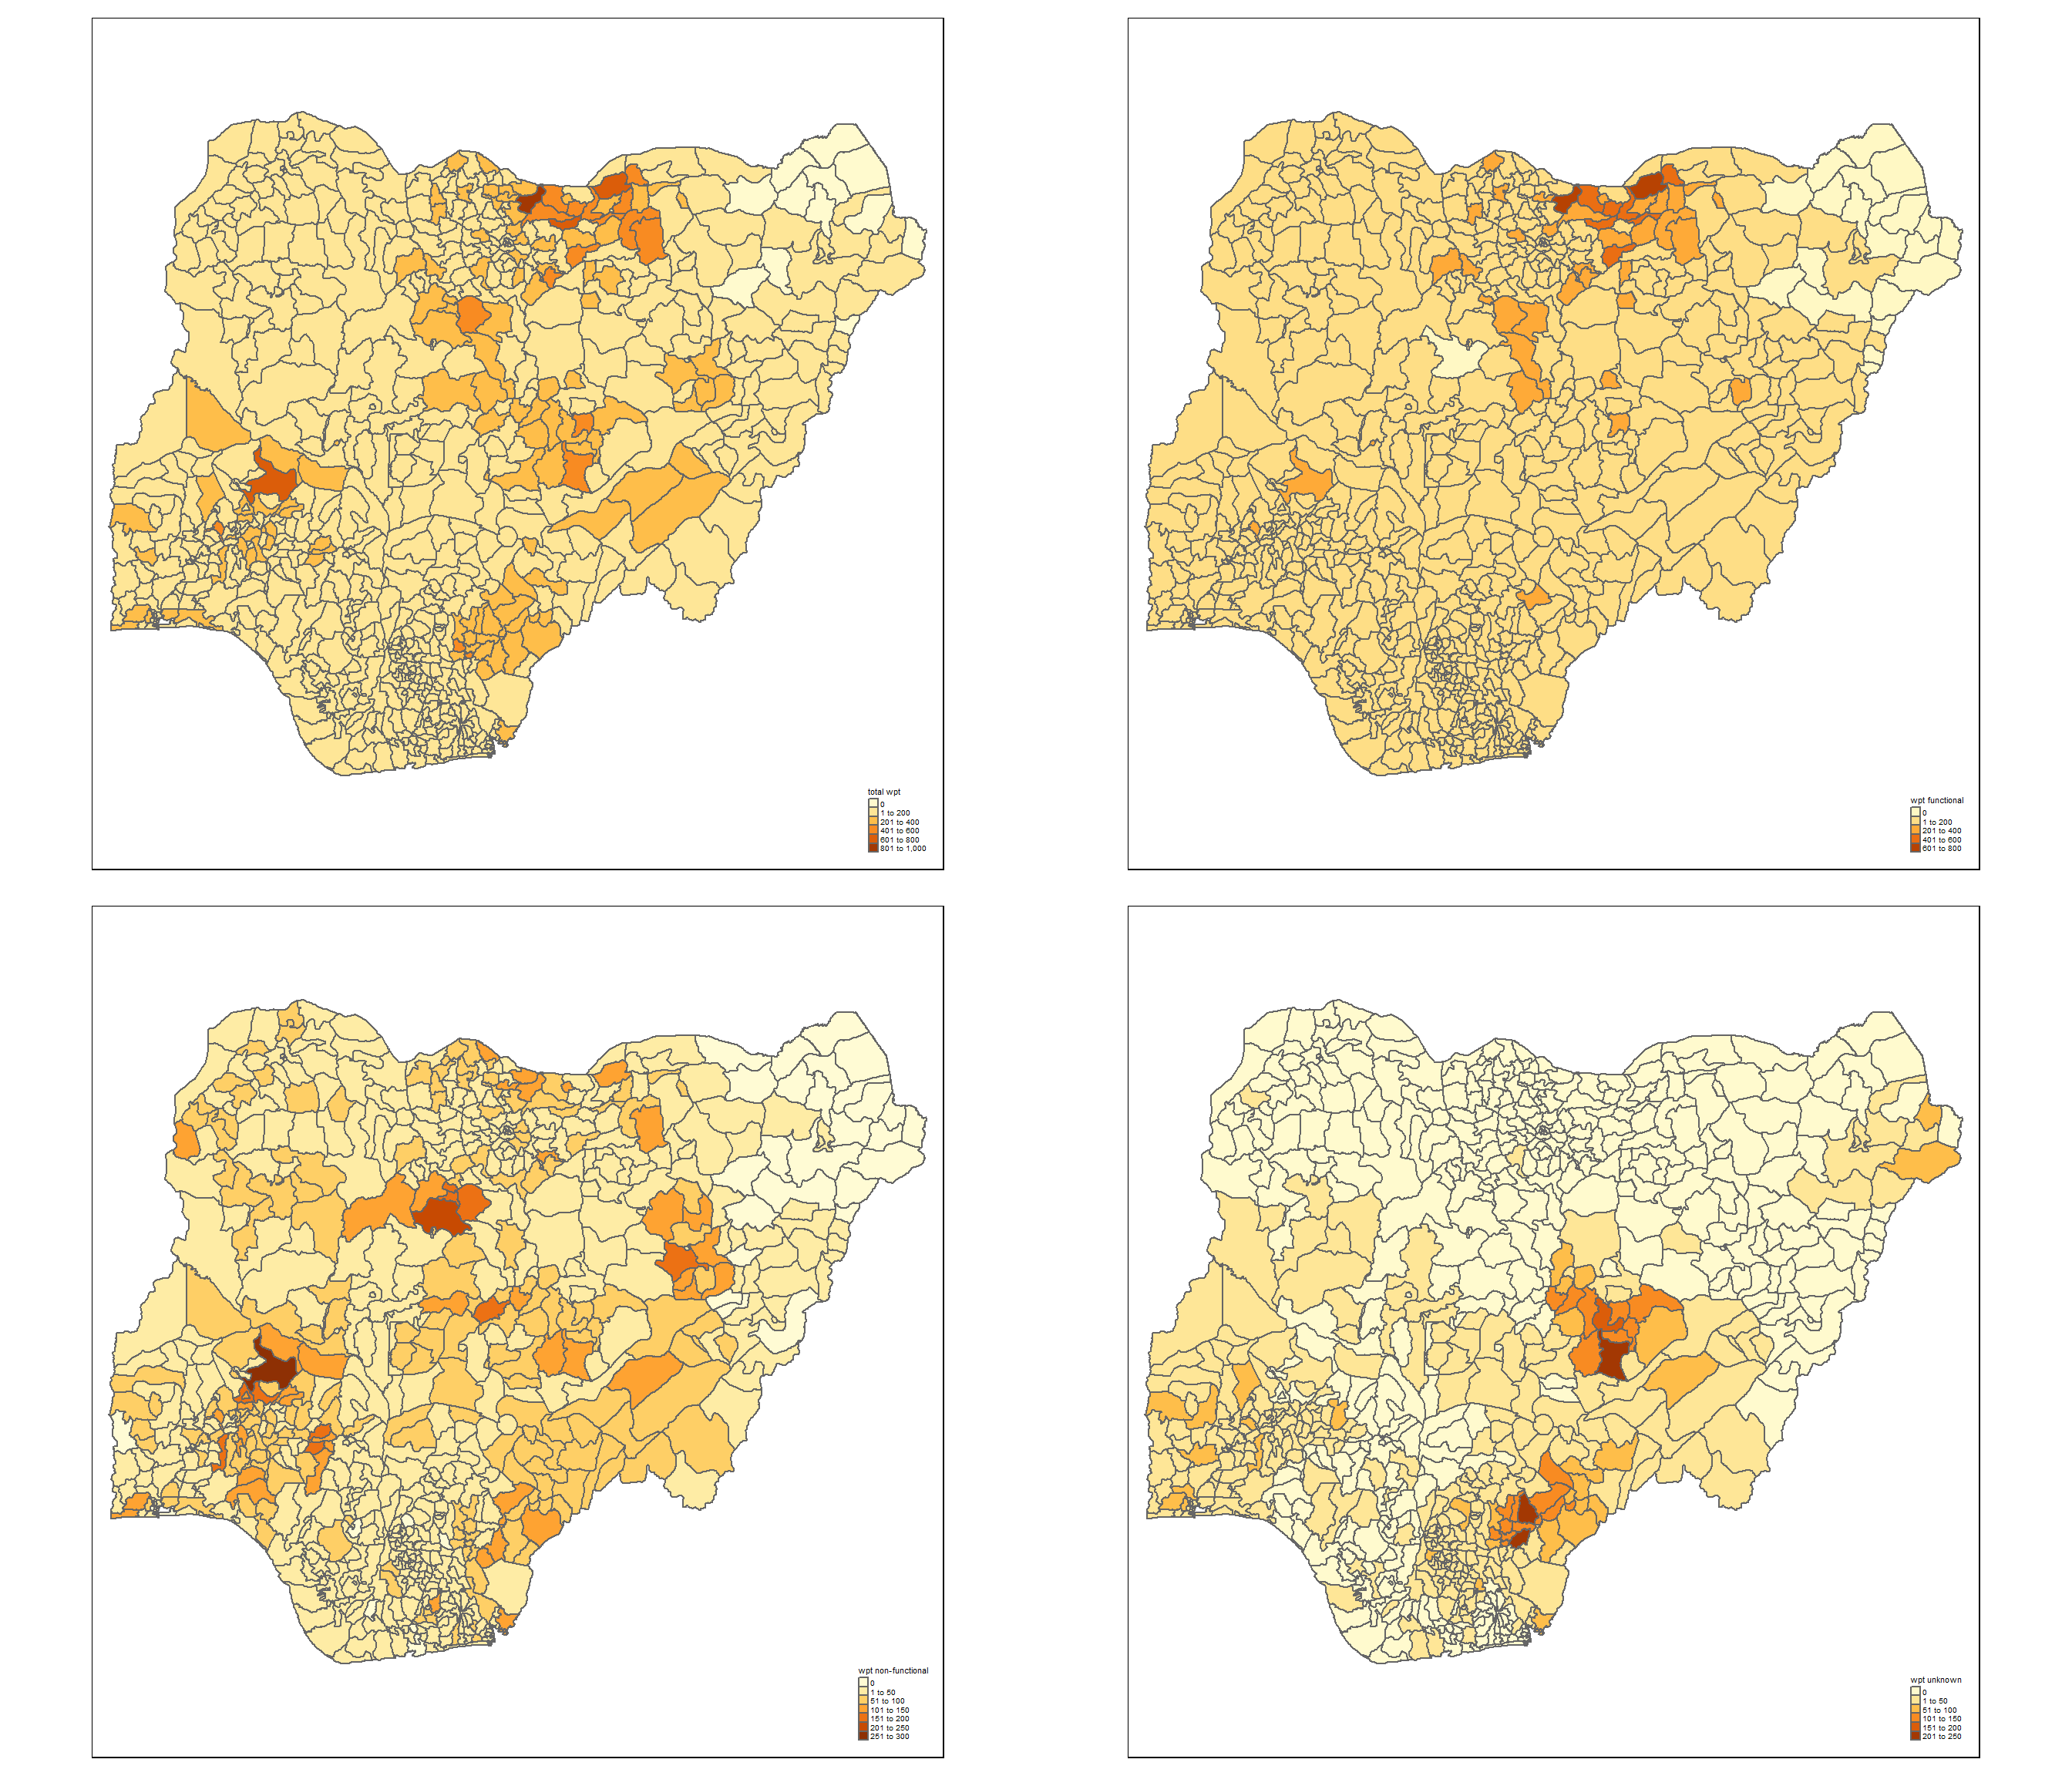 total wpt
0
1 to 200
201 to 400
401 to 600
601 to 800
801 to 1,000
wpt functional
0
1 to 200
201 to 400
401 to 600
601 to 800
wpt non-functional
0
1 to 50
51 to 100
101 to 150
151 to 200
201 to 250
251 to 300
wpt unknown
0
1 to 50
51 to 100
101 to 150
151 to 200
201 to 250